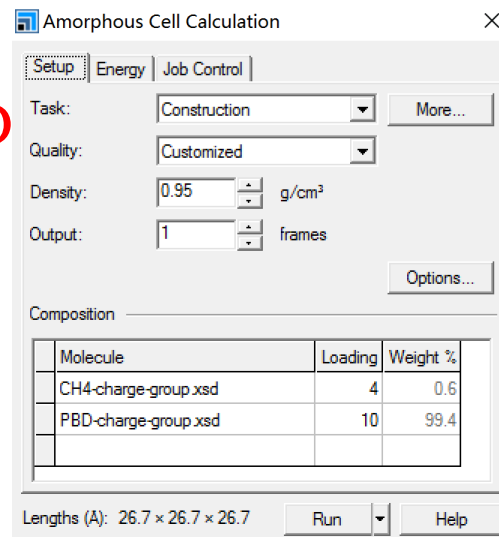 Amorphous Cell Calculation
Setup Energy Job Control
Task: Construction More...
Quality: Customized
Density: 0.95 g/cm³
Output: 1 frames
Options...
Composition
Molecule Loading Weight %
CH4-charge-group.xsd 4 0.6
PBD-charge-group.xsd 10 99.4
Lengths (Å): 26.7 × 26.7 × 26.7 Run Help